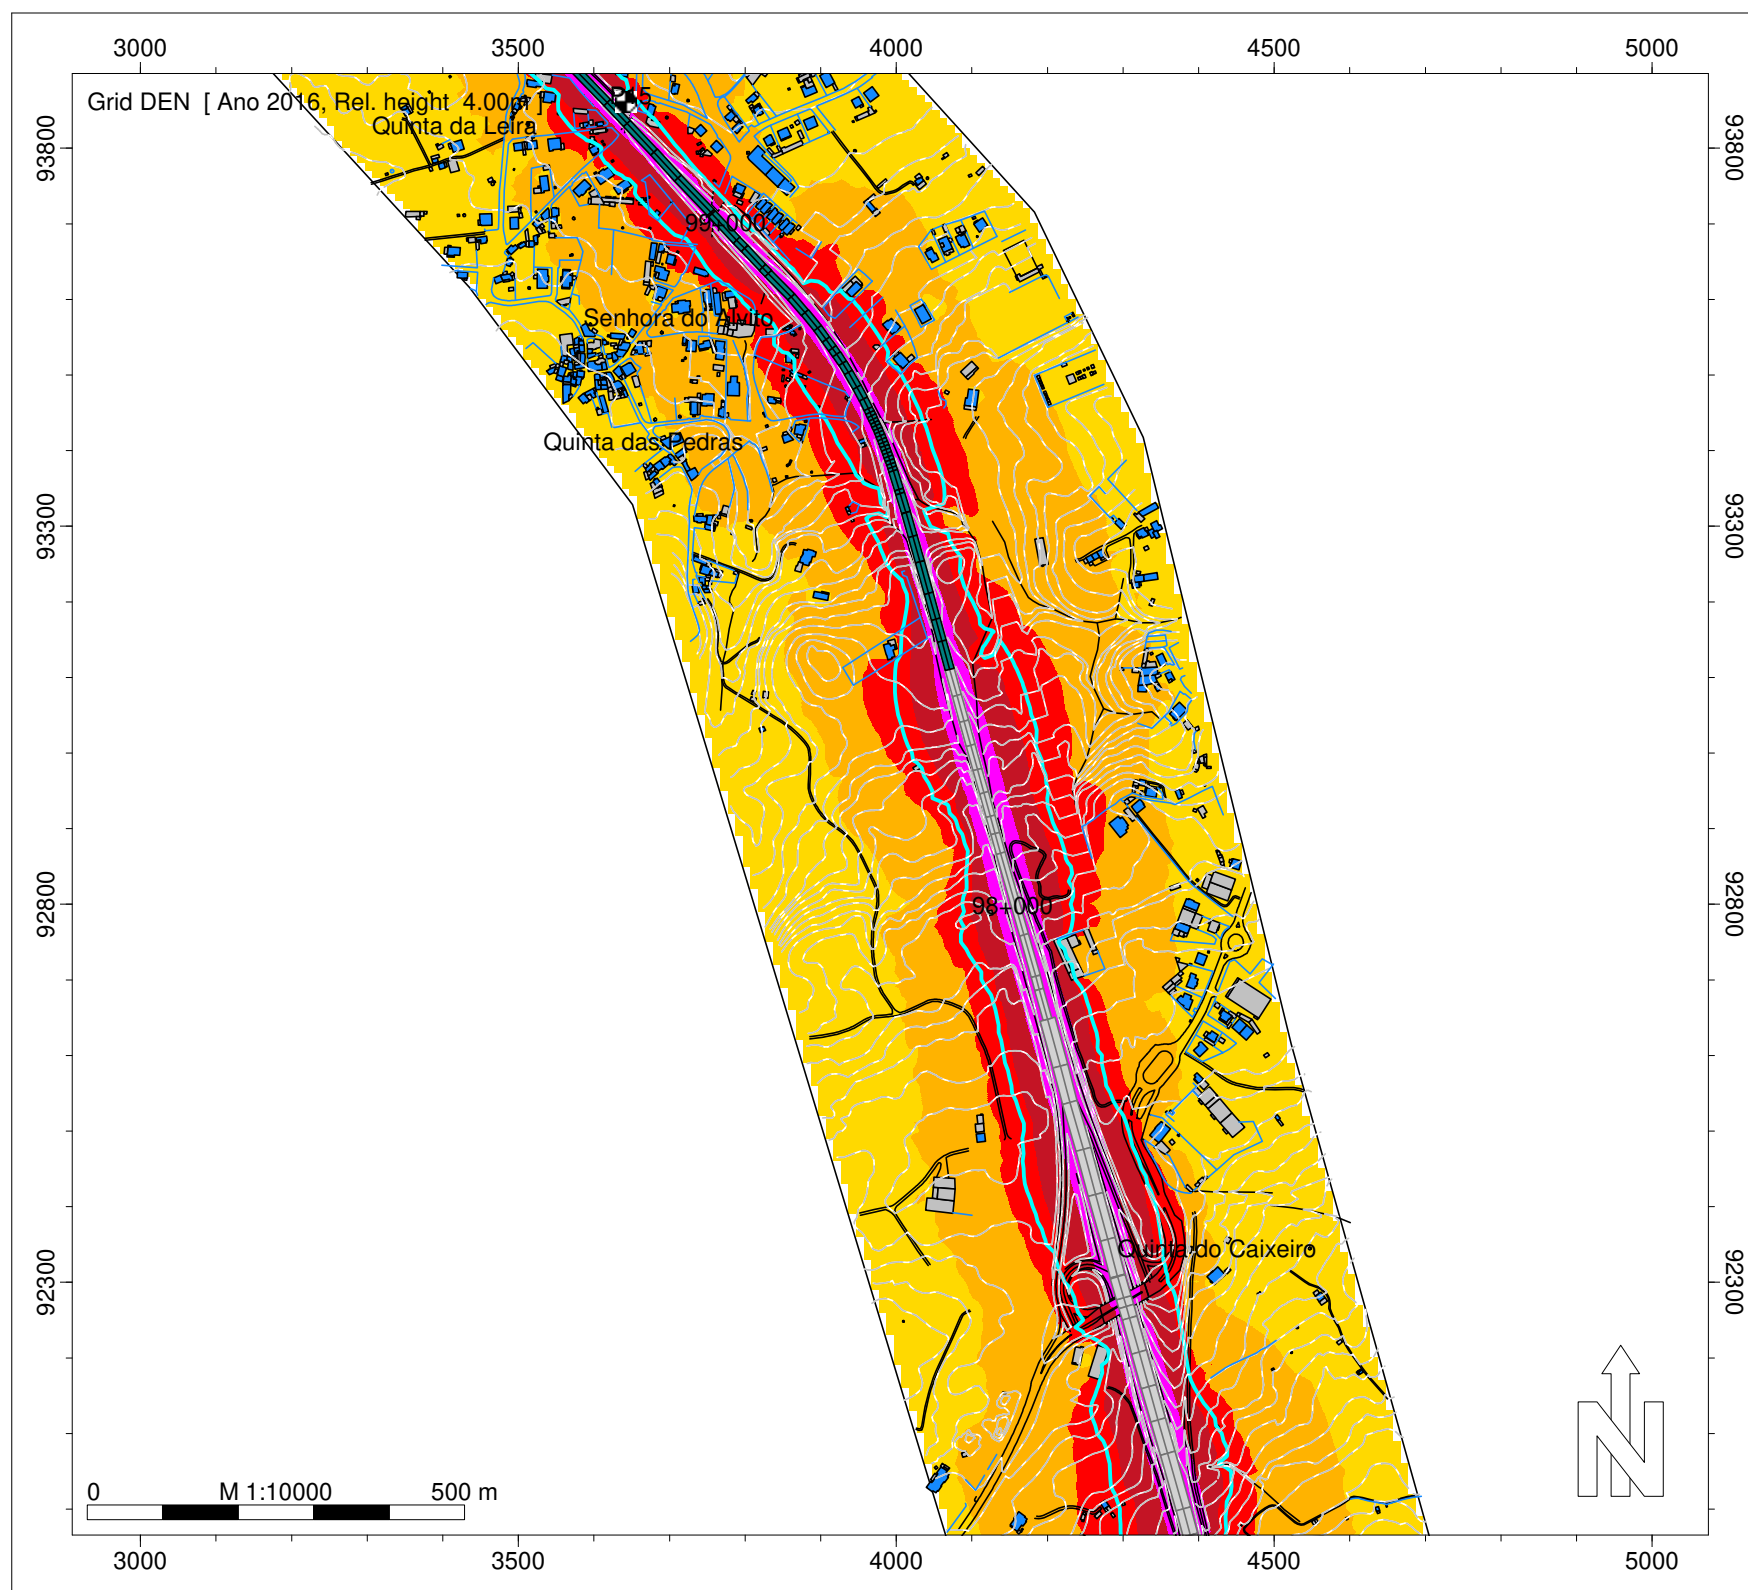 3000 3500 4000 4500 5000
Grid DEN [ Ano 2016, Rel. height 4.00m ]
Quinta da Leira
93800 93800
99+000
Senhora do Alvito
Quinta das Pedras
93300 93300
92800 92800
98+000
Quinta do Caixeiro
92300 92300
N
0 M 1:10000 500 m
3000 3500 4000 4500 5000